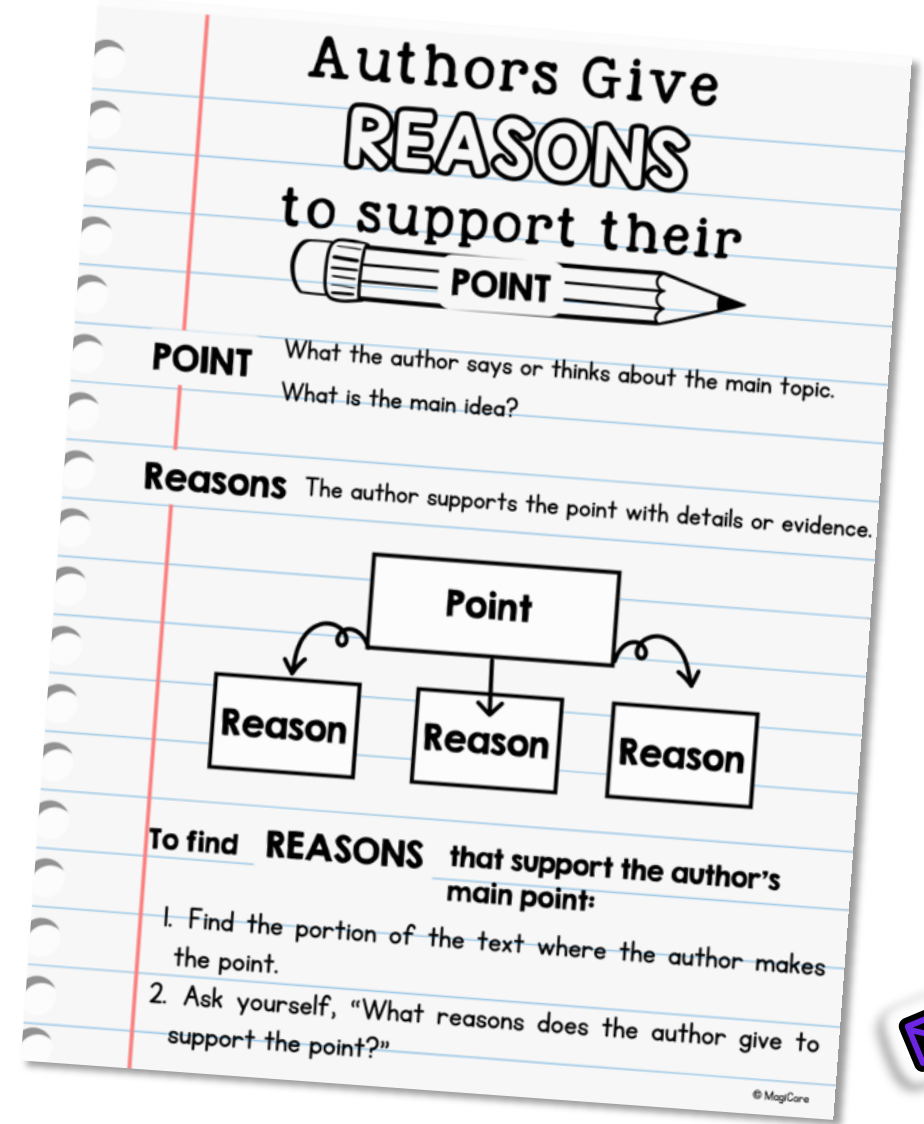 Authors Give
REASONS
to support their
POINT
POINT What the author says or thinks about the main topic.
What is the main idea?
Reasons The author supports the point with details or evidence.
Point
Reason Reason Reason
To find REASONS that support the author's
main point:
1. Find the portion of the text where the author makes
the point.
2. Ask yourself, “What reasons does the author give to
support the point?”
© MagiCore